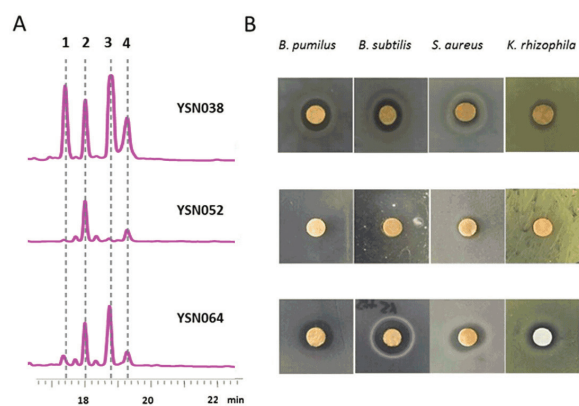 A
1 2 3 4
YSN038
YSN052
YSN064
18 20 22 min
B
B. pumilus B. subtilis S. aureus K. rhizophila